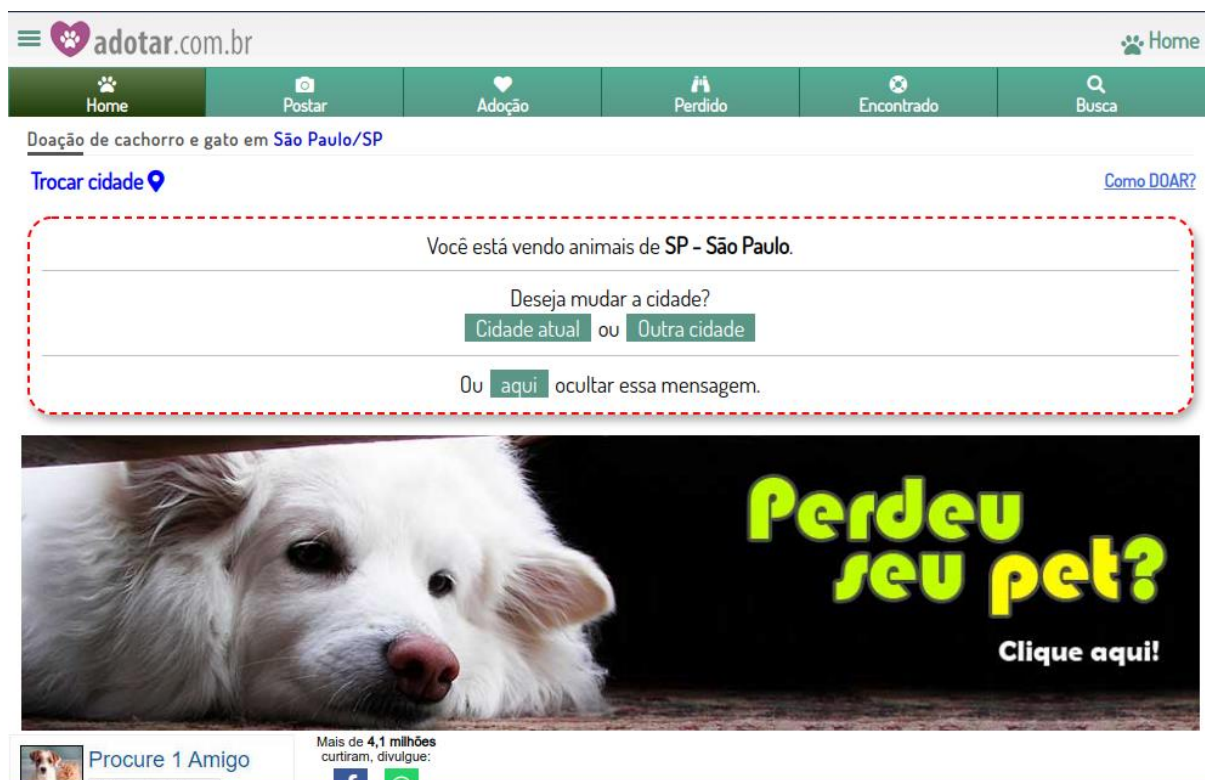 adotar.com.br
Home
Home
Postar
Adoção
Perdido
Encontrado
Busca
Doação de cachorro e gato em São Paulo/SP
Trocar cidade
Como DOAR?
Você está vendo animais de SP - São Paulo.
Deseja mudar a cidade?
Cidade atual ou Outra cidade
Ou aqui ocultar essa mensagem.
Perdeu
seu pet?
Clique aqui!
Procure 1 Amigo
Mais de 4,1 milhões
curtiram, divulgue: